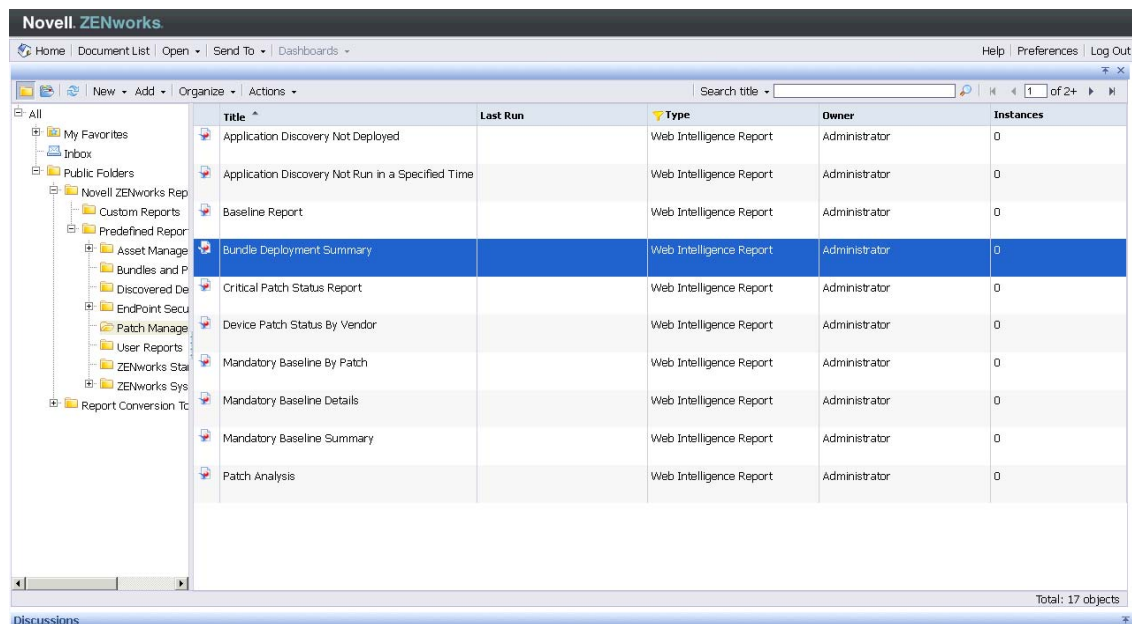 Novell. ZENworks.
Home Document List Open Send To Dashboards Help Preferences Log Out
New Add Organize Actions Search title 1 of 2+
All
My Favorites
Inbox
Public Folders
Novell ZENworks Rep
Custom Reports
Predefined Repor
Asset Manage
Bundles and P
Discovered De
EndPoint Secu
Patch Manage
User Reports
ZENworks Sta
ZENworks Sys
Report Conversion To
Title Last Run Type Owner Instances
Application Discovery Not Deployed Web Intelligence Report Administrator 0
Application Discovery Not Run in a Specified Time Web Intelligence Report Administrator 0
Baseline Report Web Intelligence Report Administrator 0
Bundle Deployment Summary Web Intelligence Report Administrator 0
Critical Patch Status Report Web Intelligence Report Administrator 0
Device Patch Status By Vendor Web Intelligence Report Administrator 0
Mandatory Baseline By Patch Web Intelligence Report Administrator 0
Mandatory Baseline Details Web Intelligence Report Administrator 0
Mandatory Baseline Summary Web Intelligence Report Administrator 0
Patch Analysis Web Intelligence Report Administrator 0
Total: 17 objects
Discussions